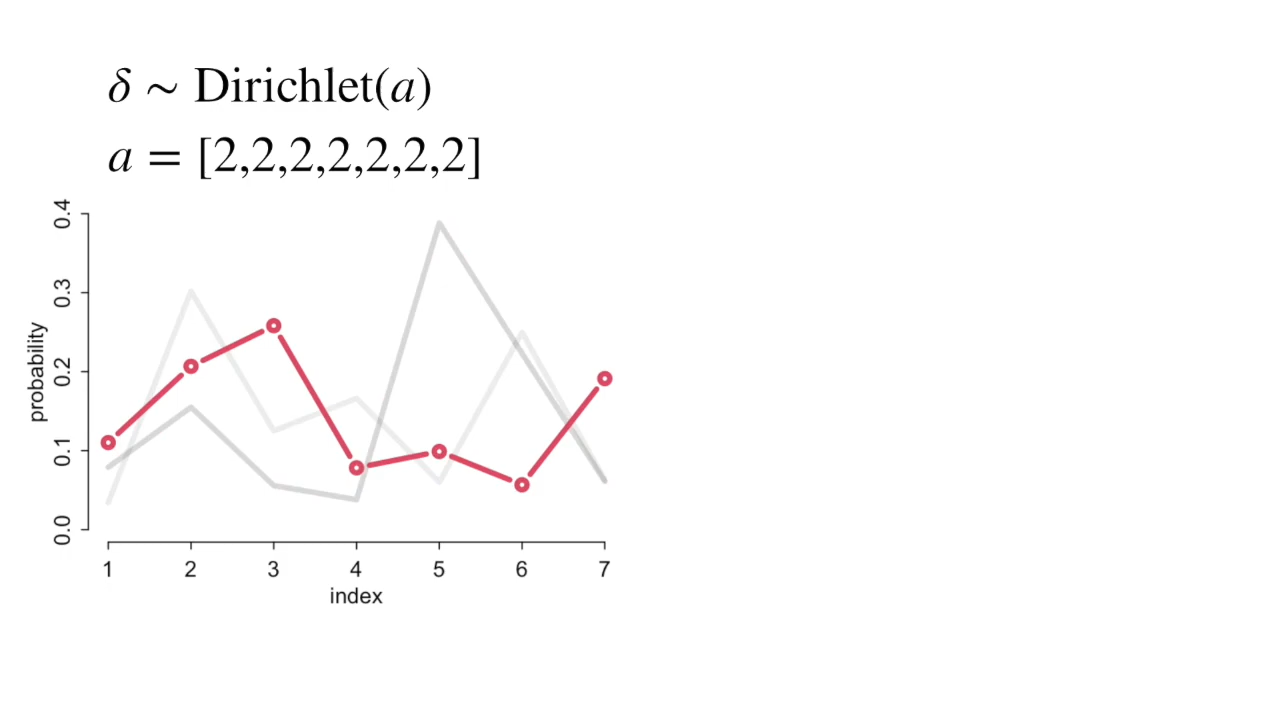 δ ~ Dirichlet(a)
a = [2,2,2,2,2,2,2]
0.4
0.3
0.2
0.1
0.0
probability
1 2 3 4 5 6 7
index